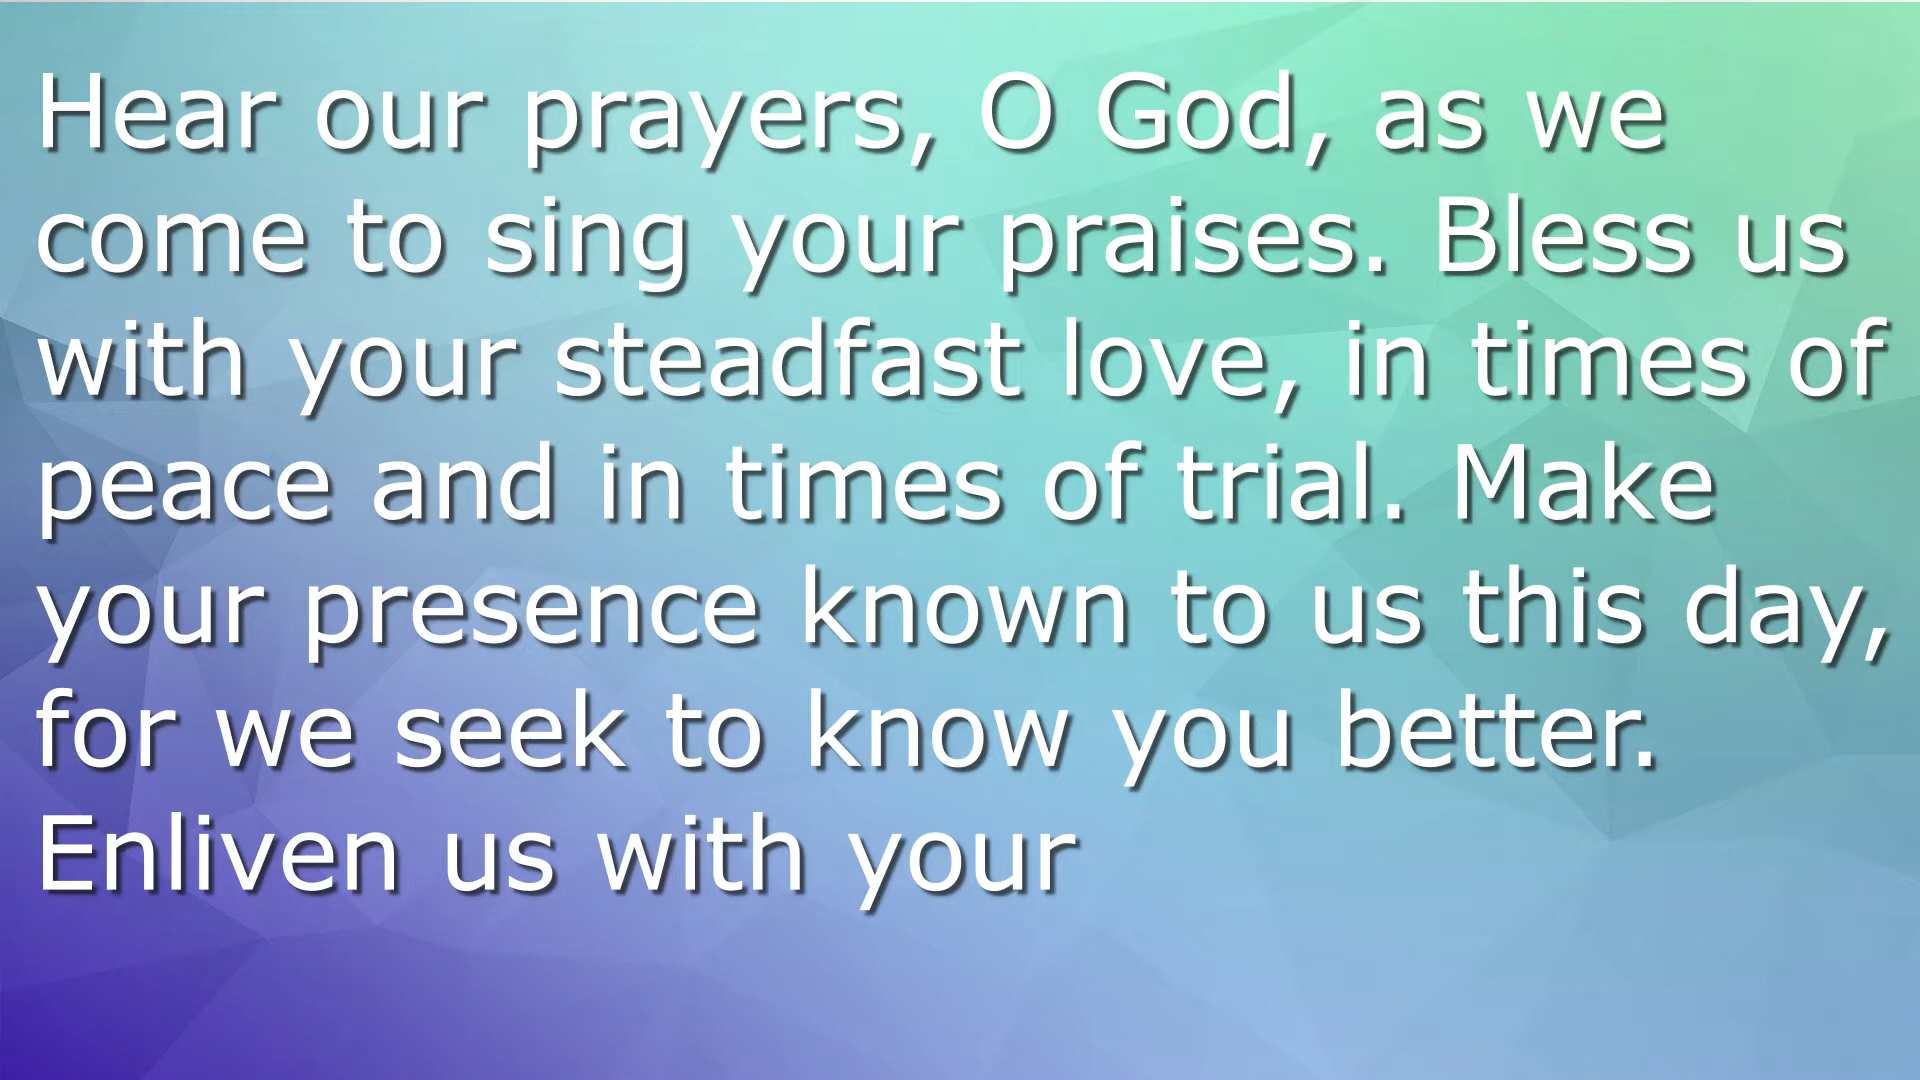 Hear our prayers, O God, as we
come to sing your praises. Bless us
with your steadfast love, in times of
peace and in times of trial. Make
your presence known to us this day,
for we seek to know you better.
Enliven us with your